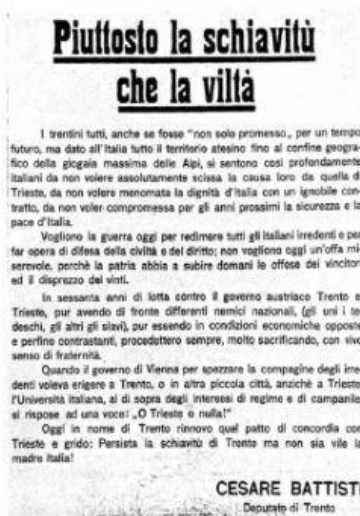 Piuttosto la schiavitù
che la viltà
I trentini tutti, anche se fosse "non solo promesso„ per un tempo
futuro, ma dato all'Italia tutto il territorio atesino fino al confine geogra-
fico della giogaia massima delle Alpi, si sentono così profondamente
italiani da non volere assolutamente scissa la causa loro da quella di
Trieste, da non volere menomata la dignità d'Italia con un ignobile con-
tratto, da non voler compromessa per gli anni prossimi la sicurezza e la
pace d'Italia.
Vogliono la guerra oggi per redimere tutti gli italiani irredenti e per
far opera di difesa della civiltà e del diritto; non vogliono oggi un'offa mi-
serevole, perchè la patria abbia a subire domani le offese dei vincitor
ed il disprezzo dei vinti.
In sessanta anni di lotta contro il governo austriaco Trento e
Trieste, pur avendo di fronte differenti nemici nazionali, (gli uni i te-
deschi, gli altri gli slavi), pur essendo in condizioni economiche opposte
e perfino contrastanti, procedettero sempre, molto sacrificando, con vivo
senso di fraternità.
Quando il governo di Vienna per spezzare la compagine degli irre-
denti voleva erigere a Trento, o in altra piccola città, anzichè a Trieste
l'Università italiana, al di sopra degli interessi di regime e di campanile
si rispose ad una voce: „O Trieste o nulla!"
Oggi in nome di Trento rinnovo quel patto di concordia con
Trieste e grido: Persista la schiavitù di Trento ma non sia vile la
madre Italia!
CESARE BATTISTI
Deputato di Trento